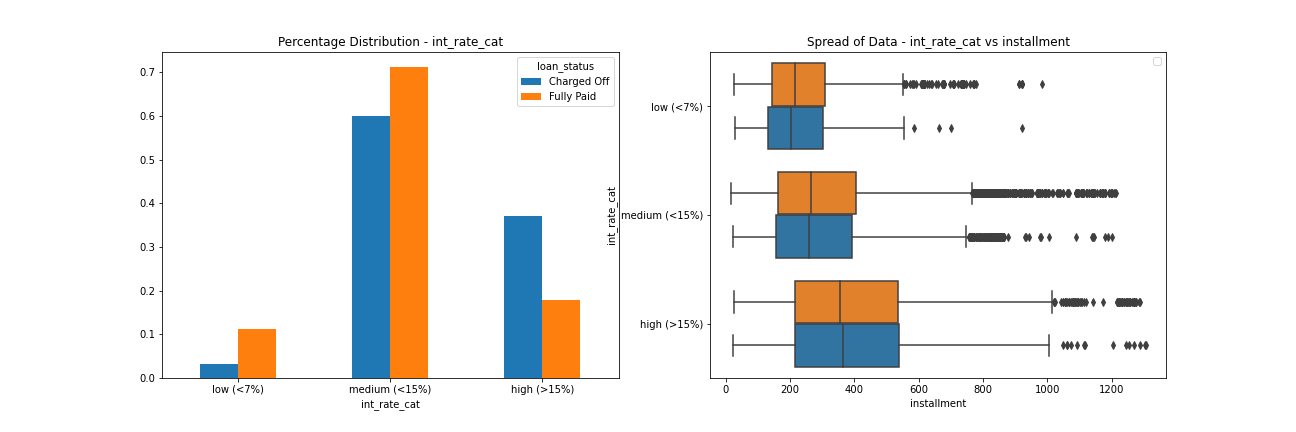 Percentage Distribution - int_rate_cat
loan_status
Charged Off
Fully Paid
0.7
0.6
0.5
0.4
0.3
0.2
0.1
0.0
low (<7%) medium (<15%) high (>15%)
int_rate_cat
Spread of Data - int_rate_cat vs installment
int_rate_cat
low (<7%)
medium (<15%)
high (>15%)
0 200 400 600 800 1000 1200
installment